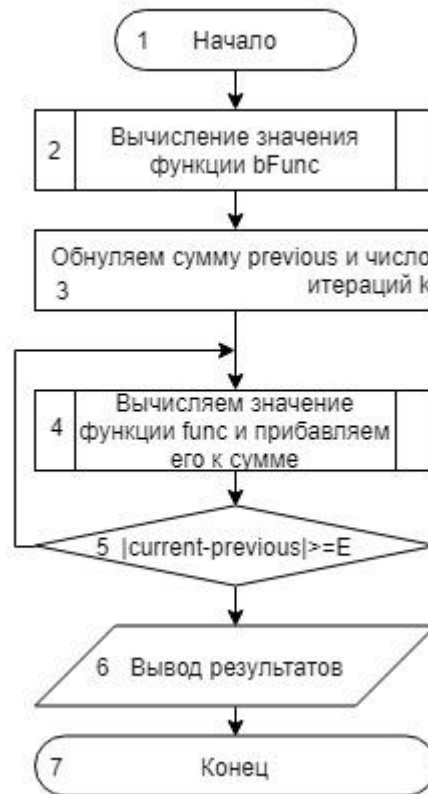 1 Начало
2 Вычисление значения
функции bFunc
Обнуляем сумму previous и число
3 итераций k
Вычисляем значение
4 функции func и прибавляем
его к сумме
5 |current-previous|>=E
6 Вывод результатов
7 Конец